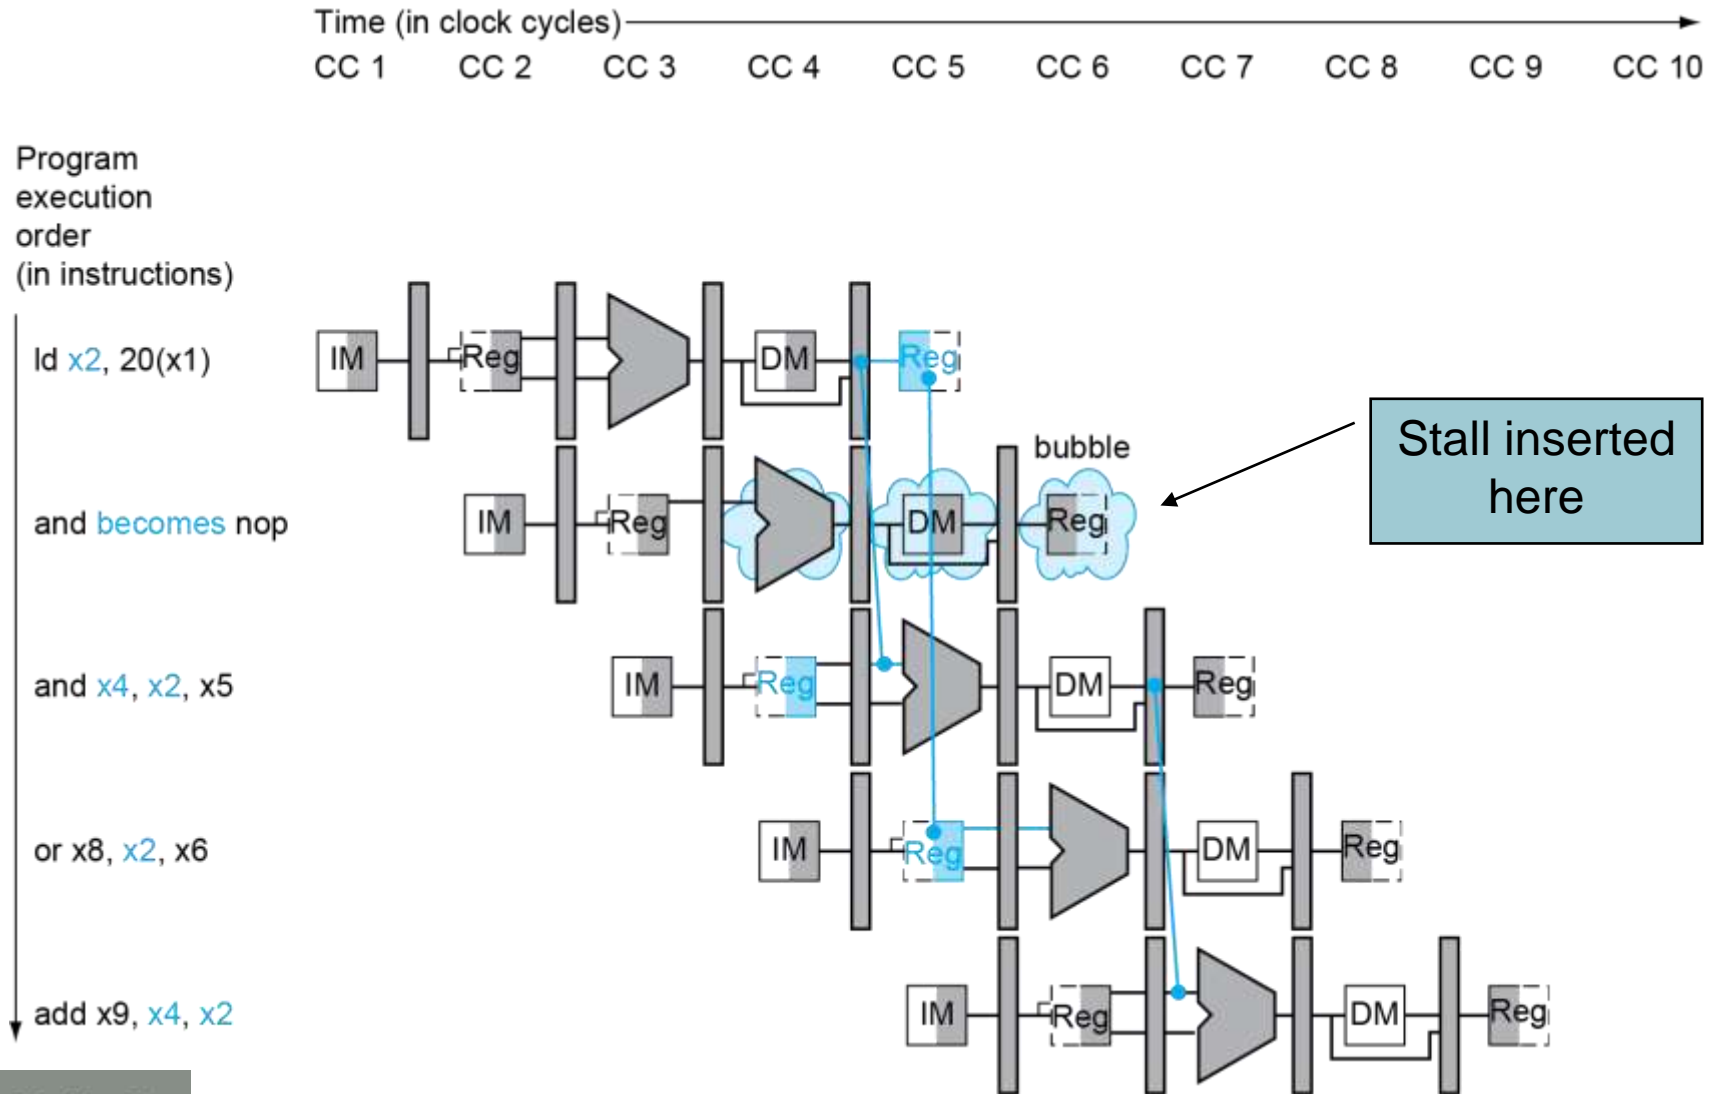 Time (in clock cycles)
CC 1 CC 2 CC 3 CC 4 CC 5 CC 6 CC 7 CC 8 CC 9 CC 10
Program
execution
order
(in instructions)
ld x2, 20(x1)
IM Reg DM Reg
bubble
Stall inserted
here
and becomes nop
IM Reg DM Reg
and x4, x2, x5
IM Reg DM Reg
or x8, x2, x6
IM Reg DM Reg
add x9, x4, x2
IM Reg DM Reg